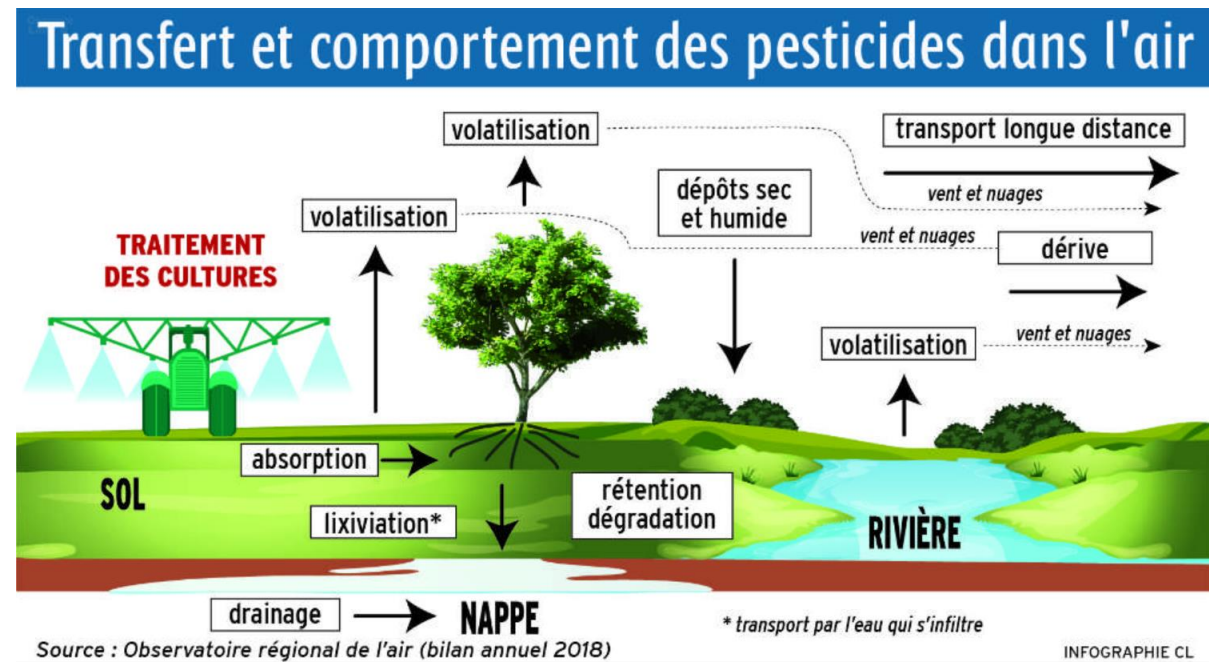 Transfert et comportement des pesticides dans l'air
volatilisation
transport longue distance
vent et nuages
dépôts sec
et humide
volatilisation
vent et nuages
dérive
TRAITEMENT
DES CULTURES
volatilisation
vent et nuages
absorption
SOL
lixiviation*
rétention
dégradation
RIVIÈRE
drainage
NAPPE
* transport par l'eau qui s'infiltre
Source : Observatoire régional de l'air (bilan annuel 2018)
INFOGRAPHIE CL